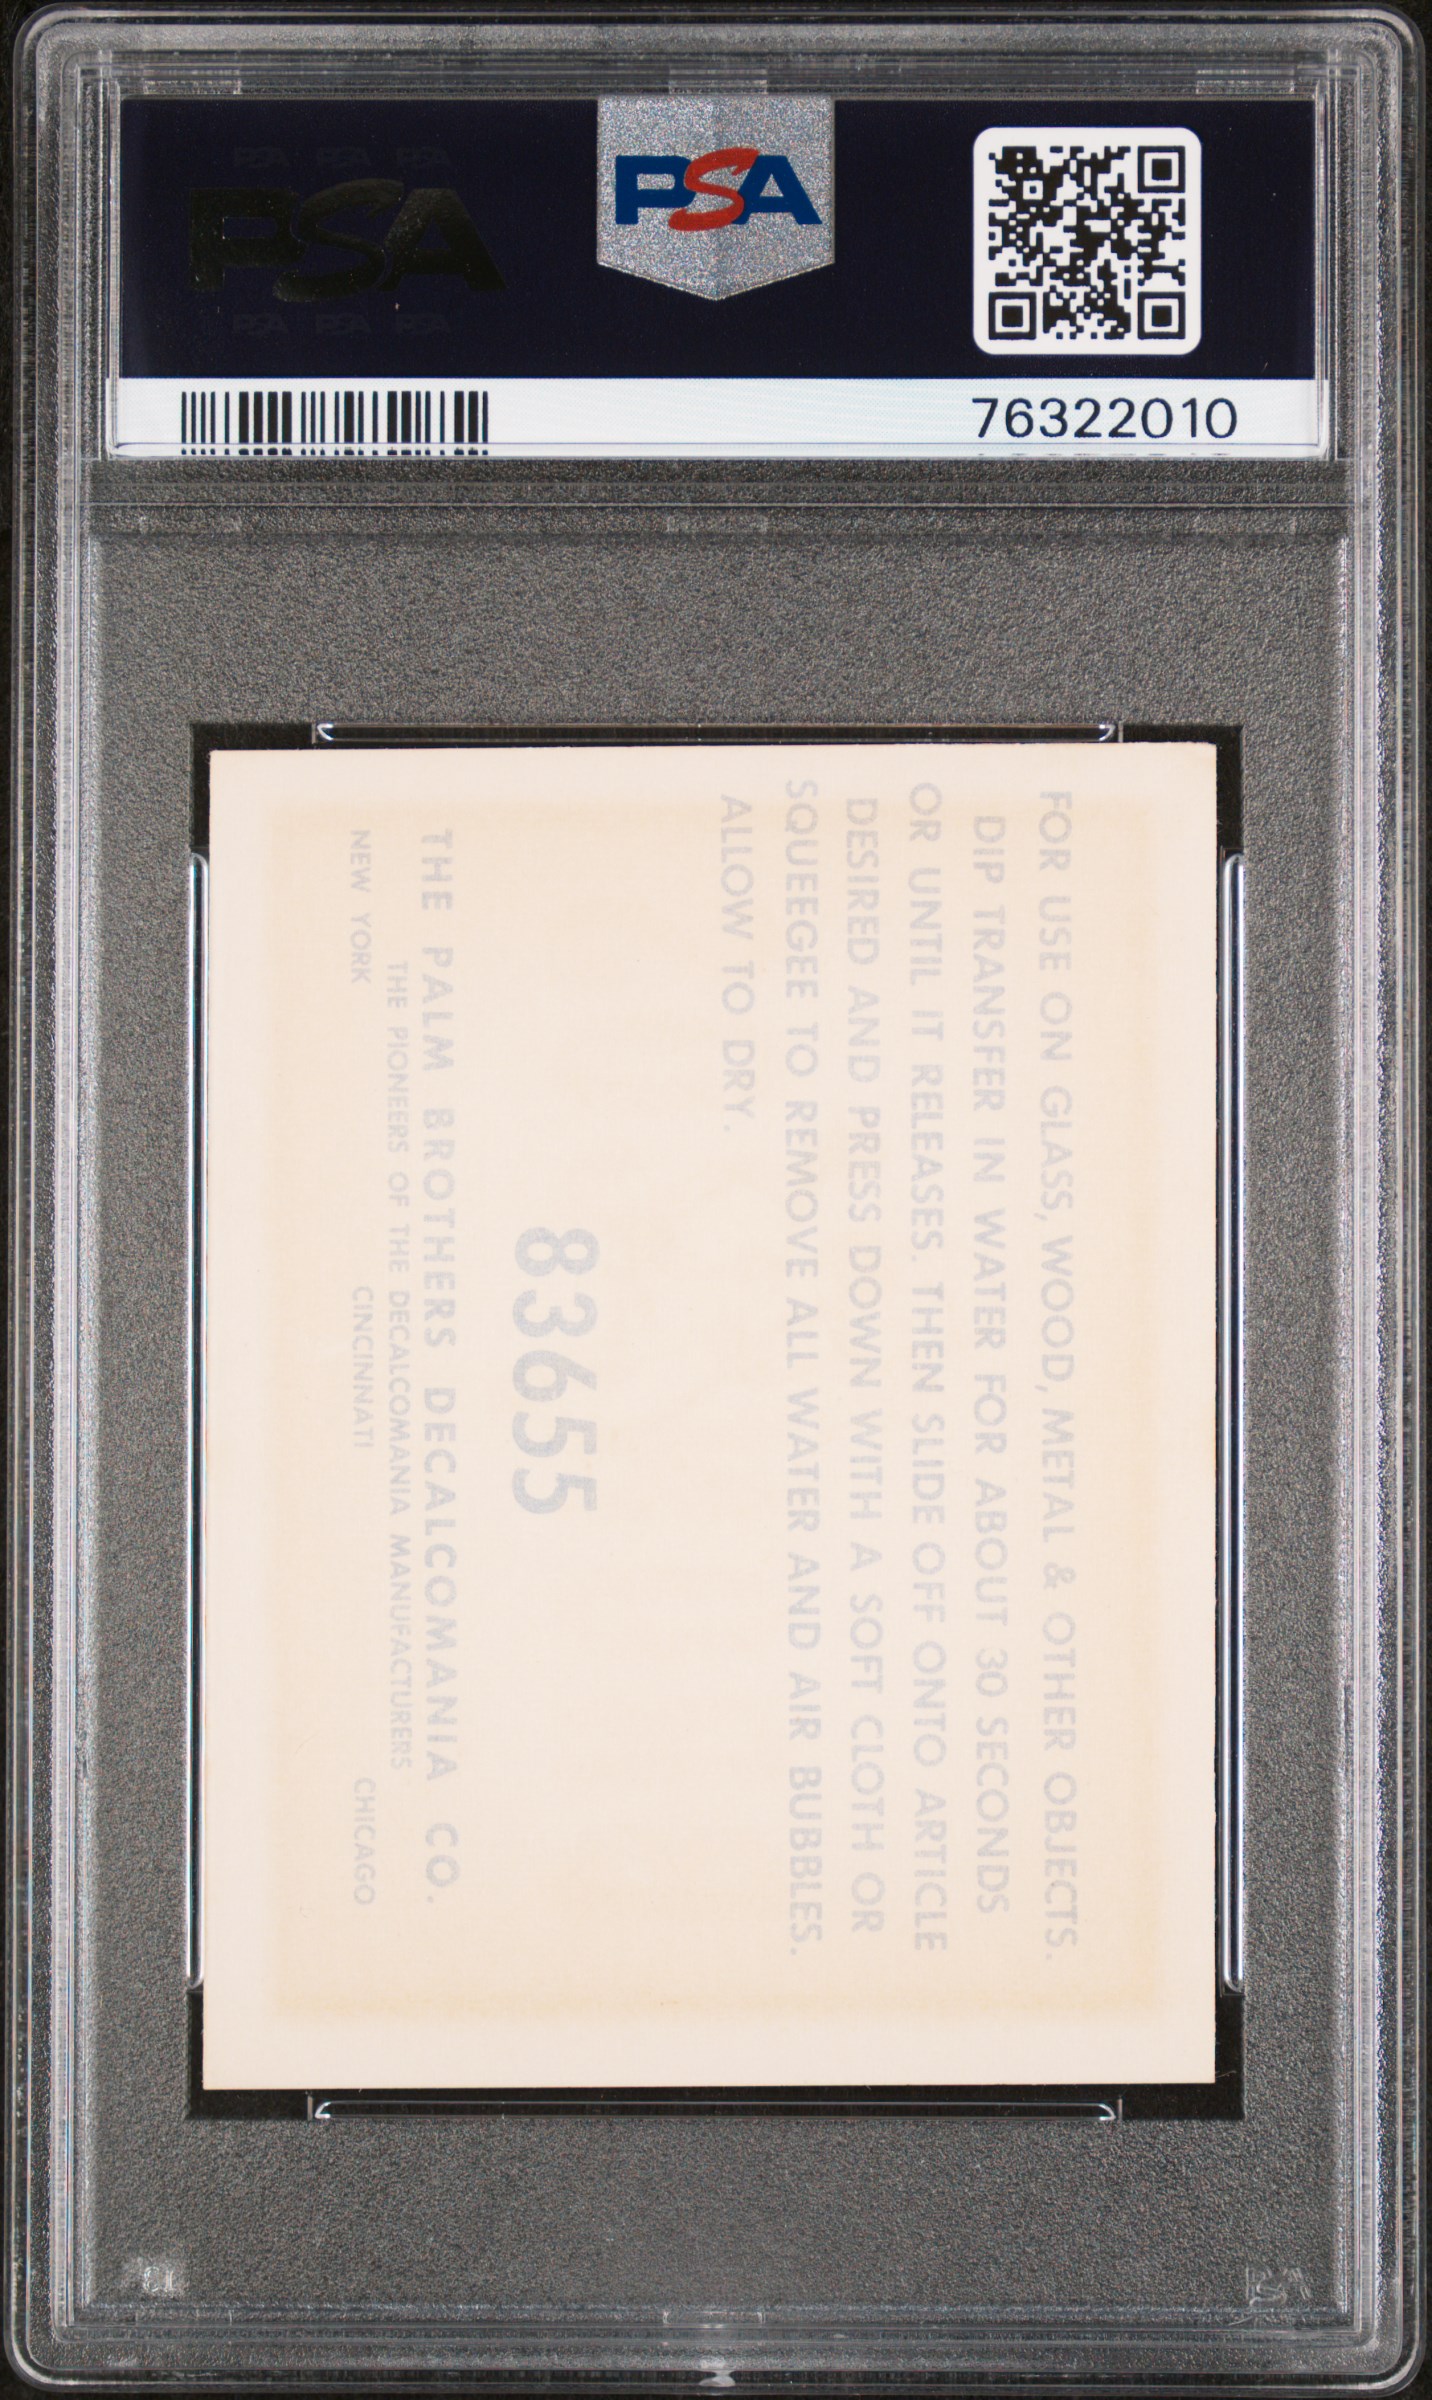 PSA
PSA
76322010
FOR USE ON GLASS, WOOD, METAL & OTHER OBJECTS.
DIP TRANSFER IN WATER FOR ABOUT 30 SECONDS
OR UNTIL IT RELEASES. THEN SLIDE OFF ONTO ARTICLE
DESIRED AND PRESS DOWN WITH A SOFT CLOTH OR
SQUEEGEE TO REMOVE ALL WATER AND AIR BUBBLES.
ALLOW TO DRY.
83655
THE PALM BROTHERS DECALCOMANIA CO.
THE PIONEERS OF THE DECALCOMANIA MANUFACTURERS
NEW YORK CINCINNATI CHICAGO
PSA